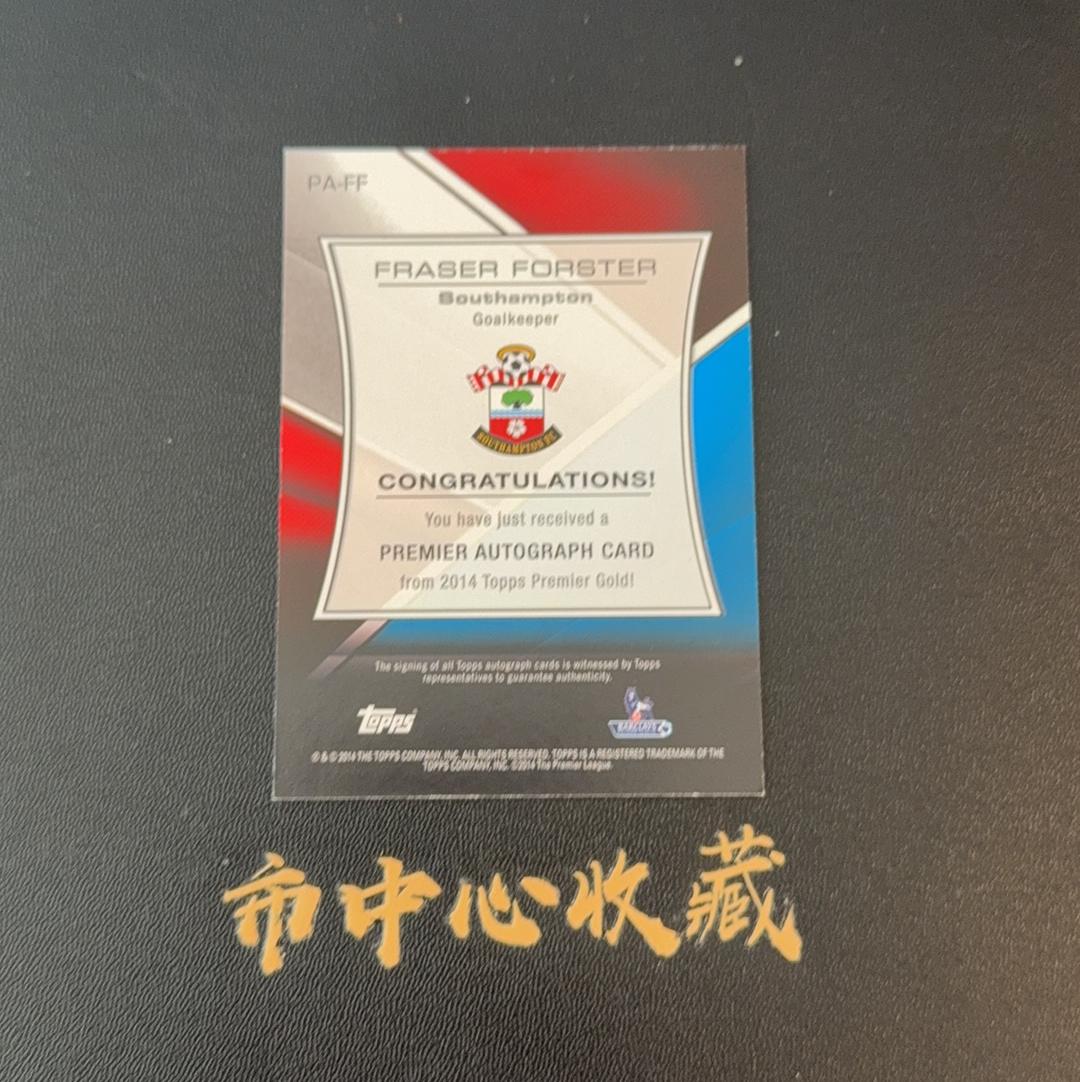 PA-FF
FRASER FORSTER
Southampton
Goalkeeper
SOUTHAMPTON FC
CONGRATULATIONS!
You have just received a
PREMIER AUTOGRAPH CARD
from 2014 Topps Premier Gold!
The signing of all Topps autograph cards is witnessed by Topps
representatives to guarantee authenticity.
Topps
BARCLAYS
® & © 2014 THE TOPPS COMPANY, INC. ALL RIGHTS RESERVED. TOPPS IS A REGISTERED TRADEMARK OF THE
TOPPS COMPANY, INC. ©2014 The Premier League.
市中心收藏